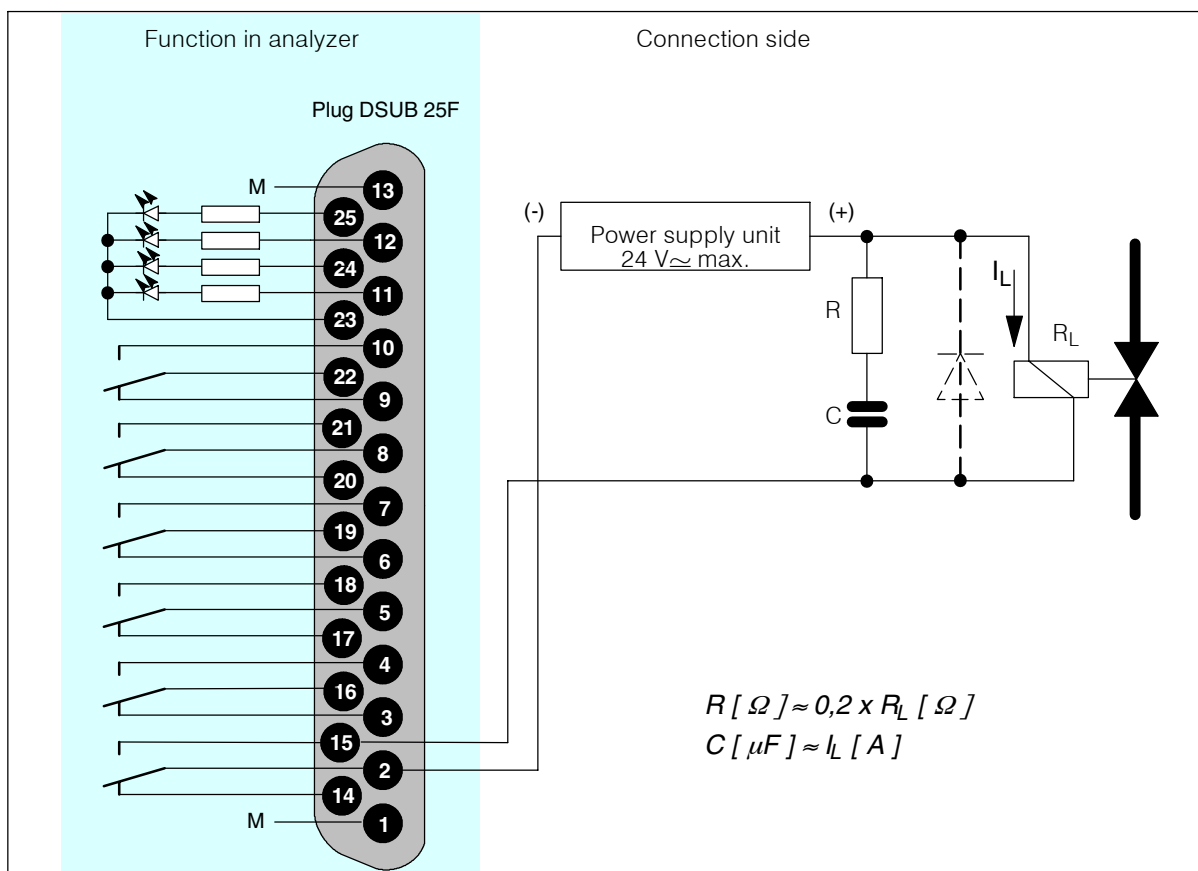 Function in analyzer
Connection side
Plug DSUB 25F
M
13
25
12
24
11
23
10
22
9
21
8
20
7
19
6
18
5
17
4
16
3
15
2
14
M
1
(-)
(+)
Power supply unit
24 V≃ max.
R
C
I_L
R_L
R [ Ω ] ≈ 0,2 x R_L [ Ω ]
C [ μF ] ≈ I_L [ A ]